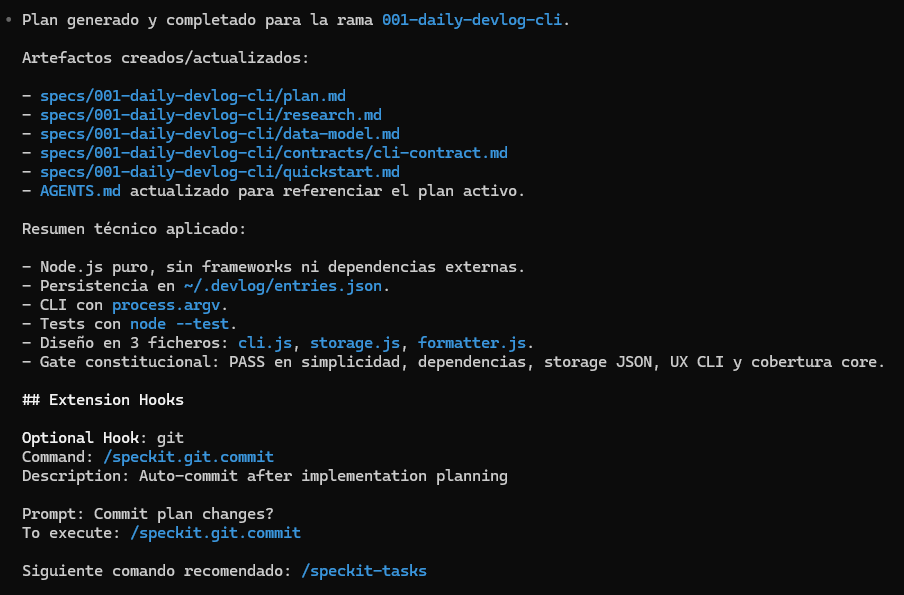 • Plan generado y completado para la rama 001-daily-devlog-cli.
Artefactos creados/actualizados:
- specs/001-daily-devlog-cli/plan.md
- specs/001-daily-devlog-cli/research.md
- specs/001-daily-devlog-cli/data-model.md
- specs/001-daily-devlog-cli/contracts/cli-contract.md
- specs/001-daily-devlog-cli/quickstart.md
- AGENTS.md actualizado para referenciar el plan activo.
Resumen técnico aplicado:
- Node.js puro, sin frameworks ni dependencias externas.
- Persistencia en ~/.devlog/entries.json.
- CLI con process.argv.
- Tests con node --test.
- Diseño en 3 ficheros: cli.js, storage.js, formatter.js.
- Gate constitucional: PASS en simplicidad, dependencias, storage JSON, UX CLI y cobertura core.
## Extension Hooks
Optional Hook: git
Command: /speckit.git.commit
Description: Auto-commit after implementation planning
Prompt: Commit plan changes?
To execute: /speckit.git.commit
Siguiente comando recomendado: /speckit-tasks